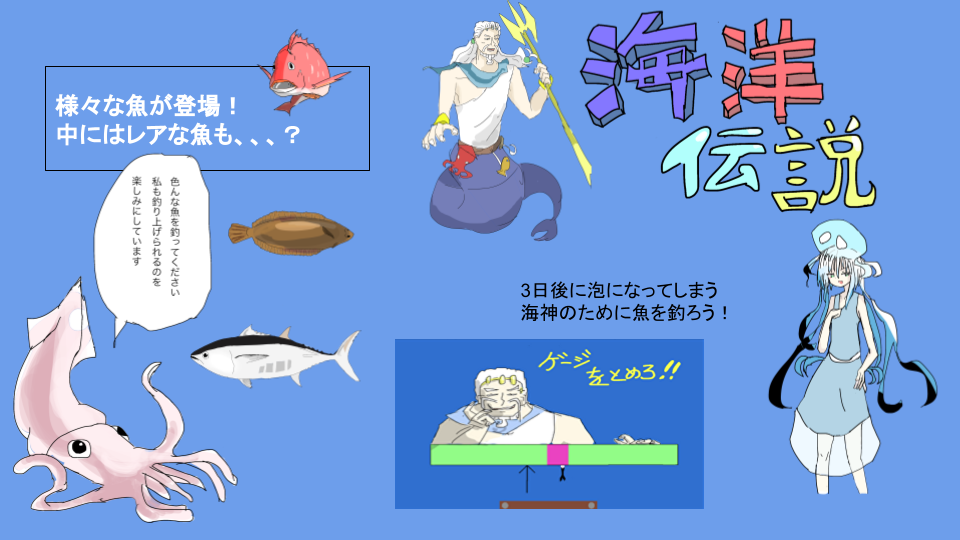 海洋
伝説
様々な魚が登場！
中にはレアな魚も、、、？
色んな魚を釣ってください
私も釣り上げられるのを
楽しみにしています
3日後に泡になってしまう
海神のために魚を釣ろう！
ゲージ
をとめろ!!